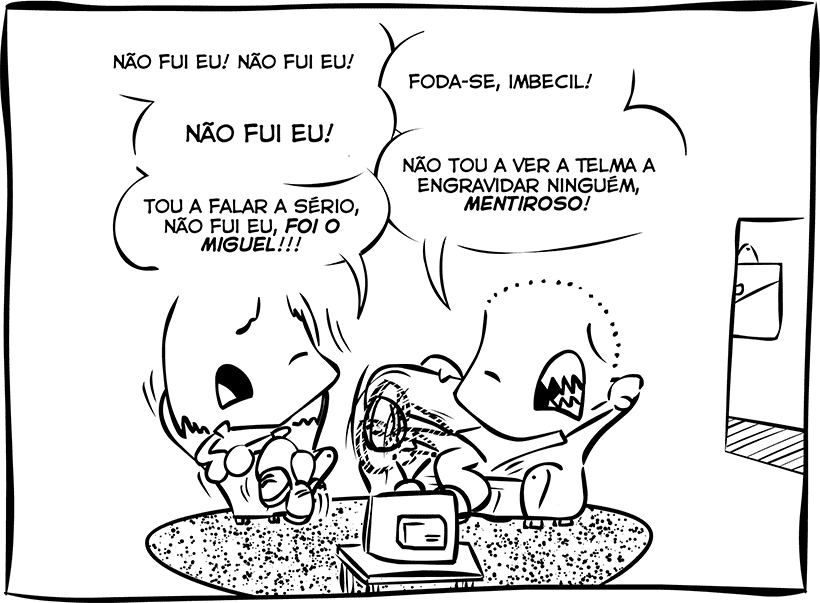 NÃO FUI EU! NÃO FUI EU!
NÃO FUI EU!
TOU A FALAR A SÉRIO,
NÃO FUI EU, FOI O
MIGUEL!!!
FODA-SE, IMBECIL!
NÃO TOU A VER A TELMA A
ENGRAVIDAR NINGUÉM,
MENTIROSO!